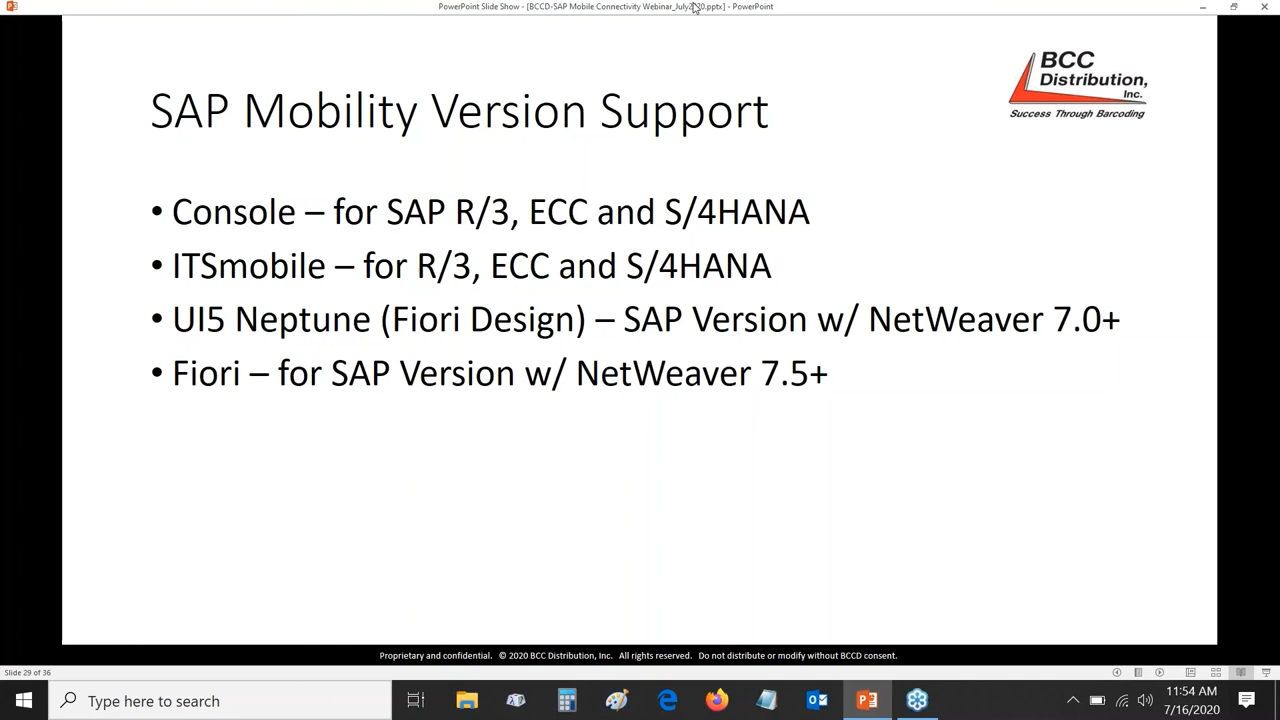 PowerPoint Slide Show - [BCCD-SAP Mobile Connectivity Webinar_July2020.pptx] - PowerPoint
BCC
Distribution,
Inc.
Success Through Barcoding
SAP Mobility Version Support
• Console – for SAP R/3, ECC and S/4HANA
• ITSmobile – for R/3, ECC and S/4HANA
• UI5 Neptune (Fiori Design) – SAP Version w/ NetWeaver 7.0+
• Fiori – for SAP Version w/ NetWeaver 7.5+
Proprietary and confidential. © 2020 BCC Distribution, Inc. All rights reserved. Do not distribute or modify without BCCD consent.
Slide 29 of 36
Type here to search
11:54 AM
7/16/2020